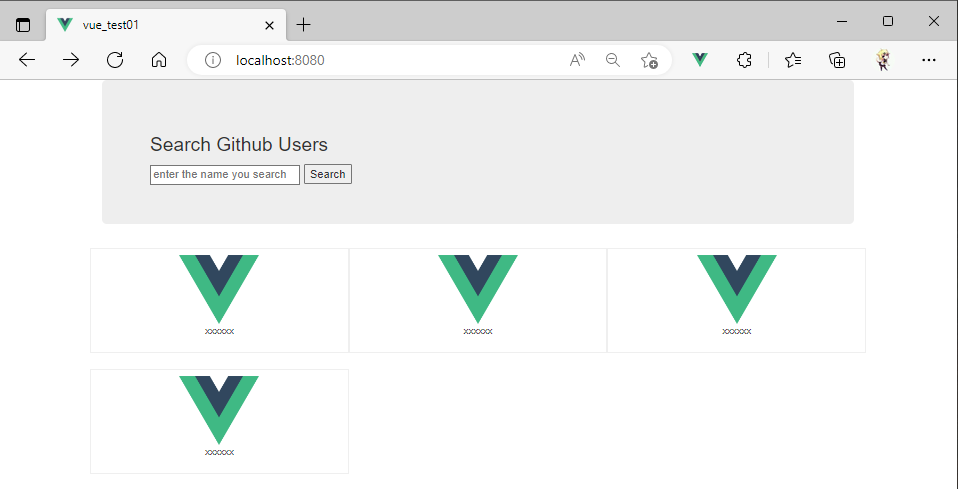 vue_test01
localhost:8080
Search Github Users
enter the name you search Search
xxxxxx xxxxxx xxxxxx
xxxxxx